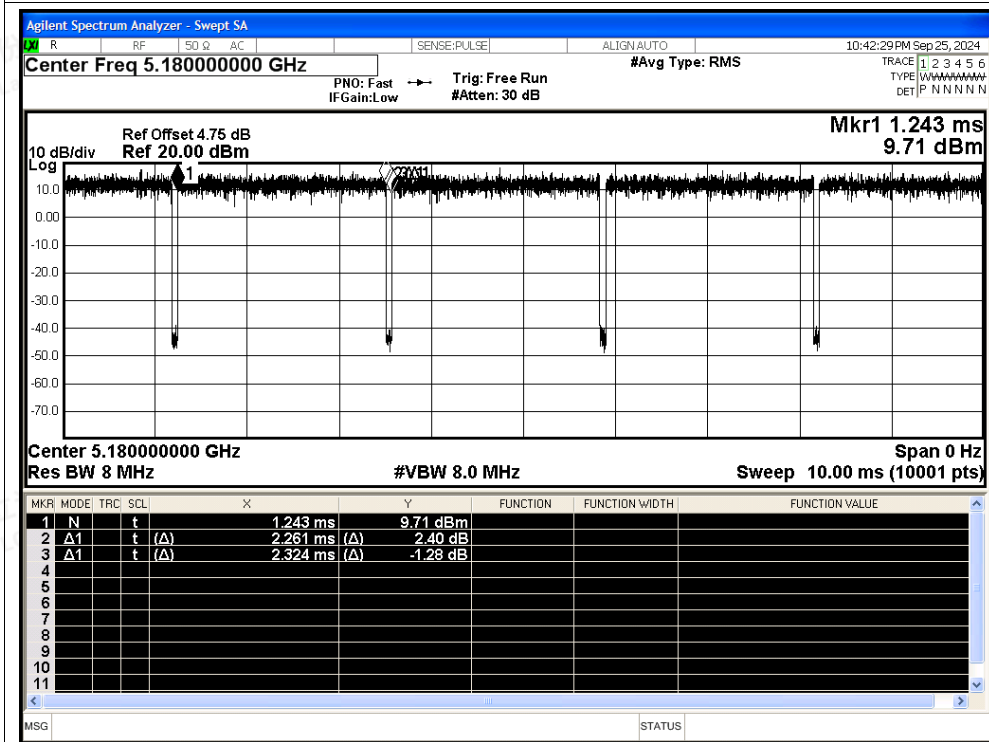 Agilent Spectrum Analyzer - Swept SA
LXI R RF 50 Ω AC SENSE:PULSE ALIGN AUTO 10:42:29 PM Sep 25, 2024
Center Freq 5.180000000 GHz #Avg Type: RMS TRACE 1 2 3 4 5 6
PNO: Fast Trig: Free Run TYPE
IFGain:Low #Atten: 30 dB DET P N N N N N
Mkr1 1.243 ms
Ref Offset 4.75 dB
10 dB/div Ref 20.00 dBm 9.71 dBm
Log
1
10.0
0.00
-10.0
-20.0
-30.0
-40.0
-50.0
-60.0
-70.0
Center 5.180000000 GHz Span 0 Hz
Res BW 8 MHz #VBW 8.0 MHz Sweep 10.00 ms (10001 pts)
MKR MODE TRC SCL X Y FUNCTION FUNCTION WIDTH FUNCTION VALUE
1 N t 1.243 ms 9.71 dBm
2 Δ1 t (Δ) 2.261 ms (Δ) 2.40 dB
3 Δ1 t (Δ) 2.324 ms (Δ) -1.28 dB
4
5
6
7
8
9
10
11
MSG STATUS